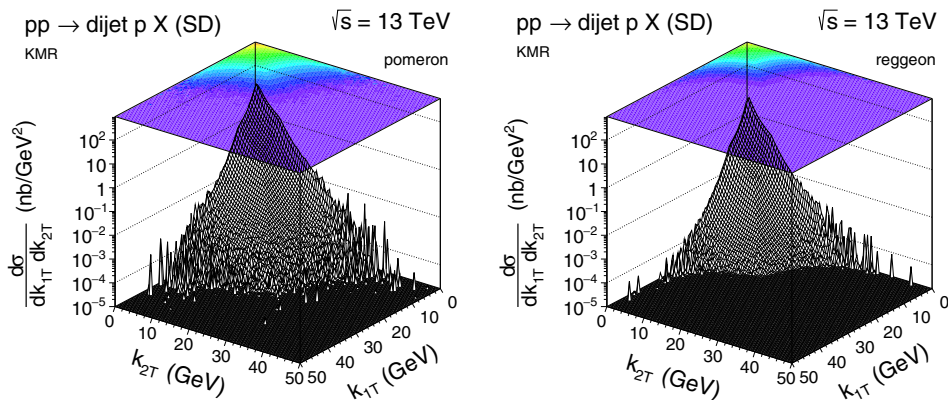 pp → dijet p X (SD) √s = 13 TeV
KMR
pomeron
10²
10
1
10⁻¹
10⁻²
10⁻³
10⁻⁴
10⁻⁵
dσ / dk₁T dk₂T (nb/GeV²)
0 10 20 30 40 50
k₂T (GeV)
50 40 30 20 10 0
k₁T (GeV)
pp → dijet p X (SD) √s = 13 TeV
KMR
reggeon
10²
10
1
10⁻¹
10⁻²
10⁻³
10⁻⁴
10⁻⁵
dσ / dk₁T dk₂T (nb/GeV²)
0 10 20 30 40 50
k₂T (GeV)
50 40 30 20 10 0
k₁T (GeV)